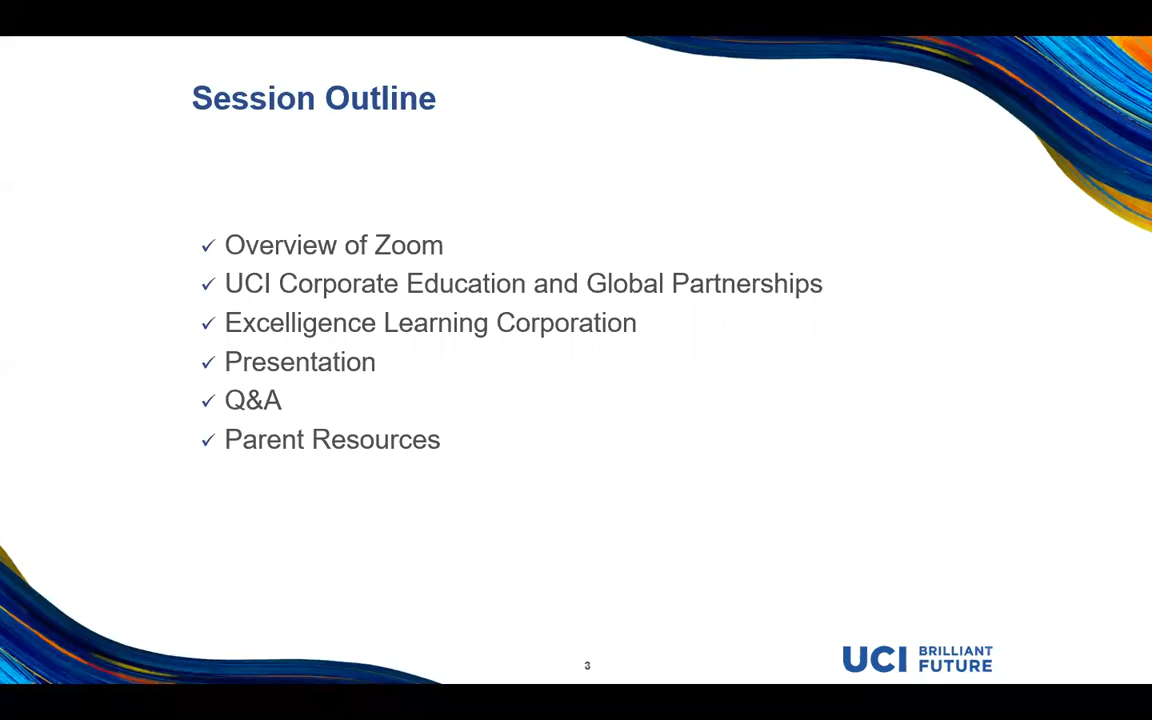 Session Outline
✓ Overview of Zoom
✓ UCI Corporate Education and Global Partnerships
✓ Excelligence Learning Corporation
✓ Presentation
✓ Q&A
✓ Parent Resources
3
UCI BRILLIANT
FUTURE